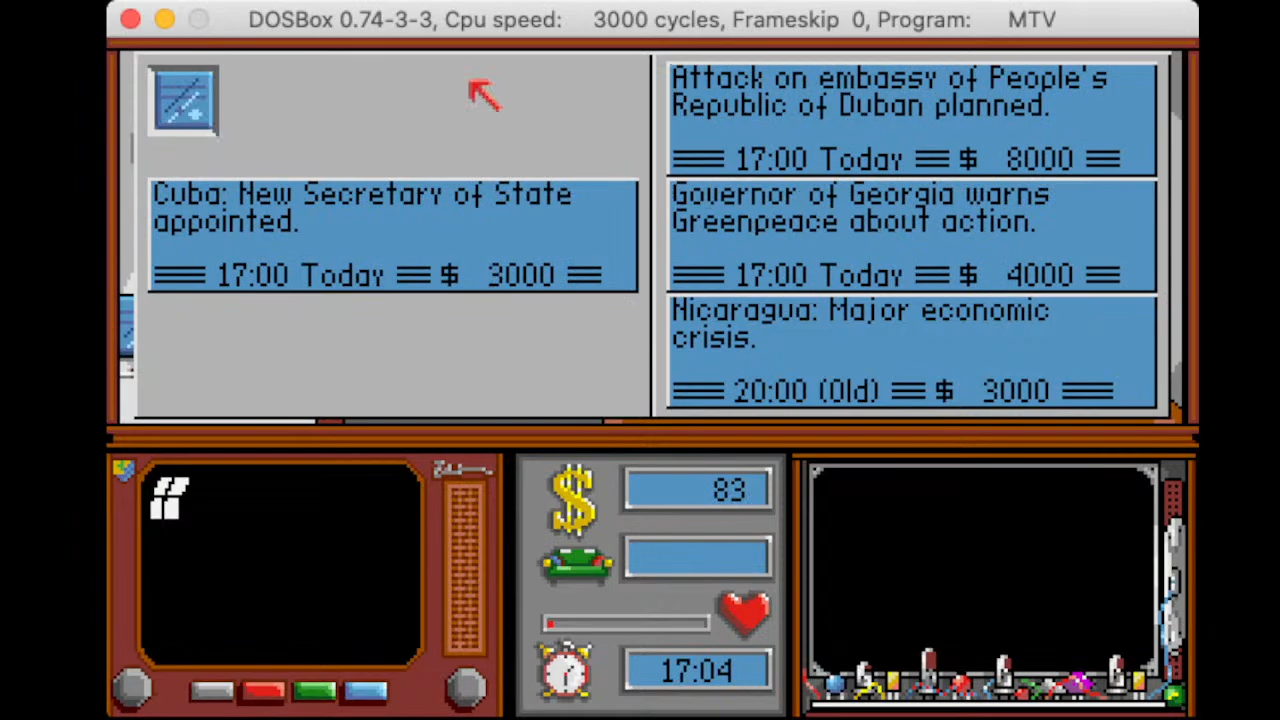 DOSBox 0.74-3-3, Cpu speed: 3000 cycles, Frameskip 0, Program: MTV
Cuba: New Secretary of State
appointed.
17:00 Today $ 3000
Attack on embassy of People's
Republic of Duban planned.
17:00 Today $ 8000
Governor of Georgia warns
Greenpeace about action.
17:00 Today $ 4000
Nicaragua: Major economic
crisis.
20:00 (Old) $ 3000
$ 83
17:04